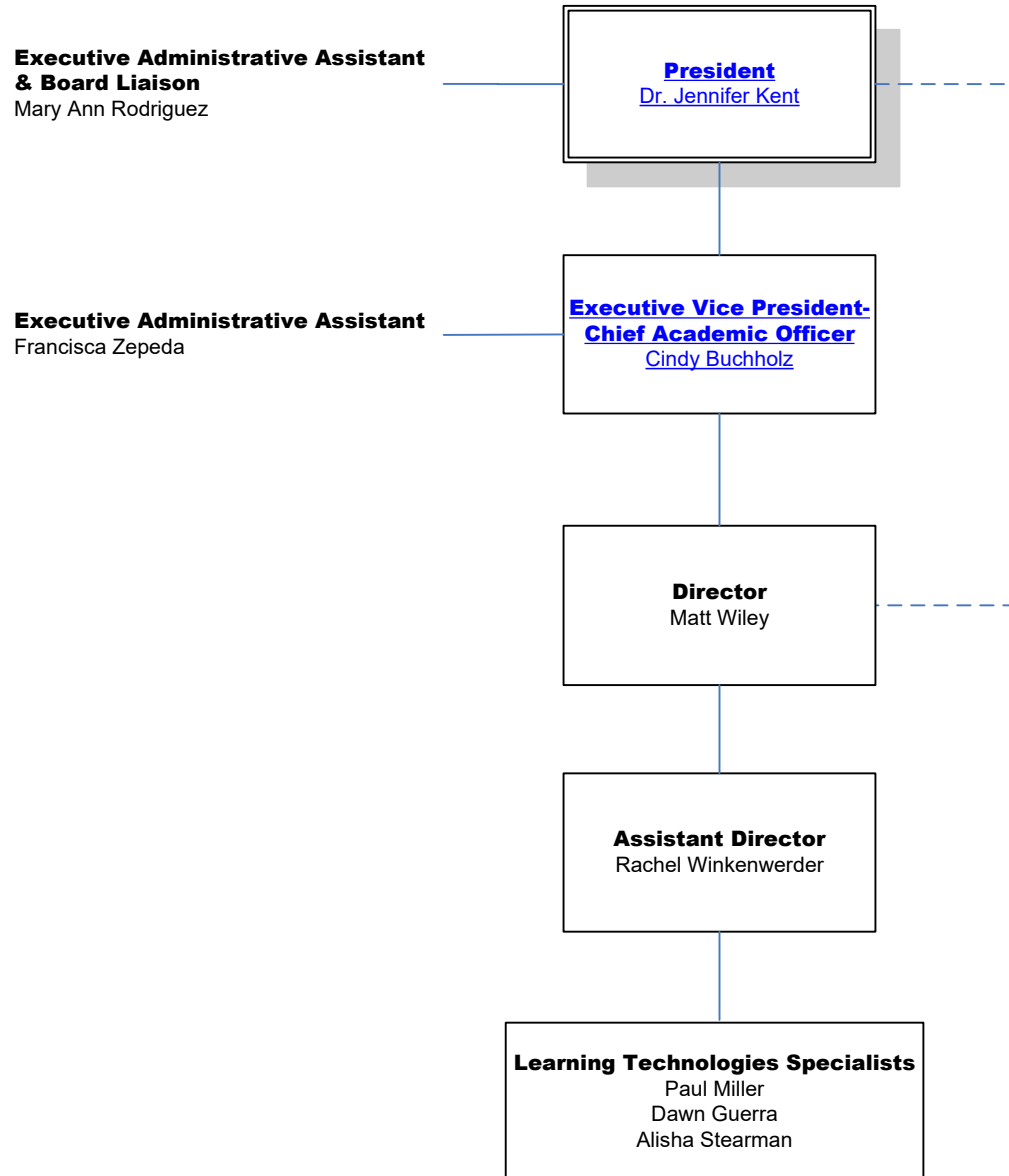 Executive Administrative Assistant
& Board Liaison
Mary Ann Rodriguez
President
Dr. Jennifer Kent
Executive Administrative Assistant
Francisca Zepeda
Executive Vice President-
Chief Academic Officer
Cindy Buchholz
Director
Matt Wiley
Assistant Director
Rachel Winkenwerder
Learning Technologies Specialists
Paul Miller
Dawn Guerra
Alisha Stearman